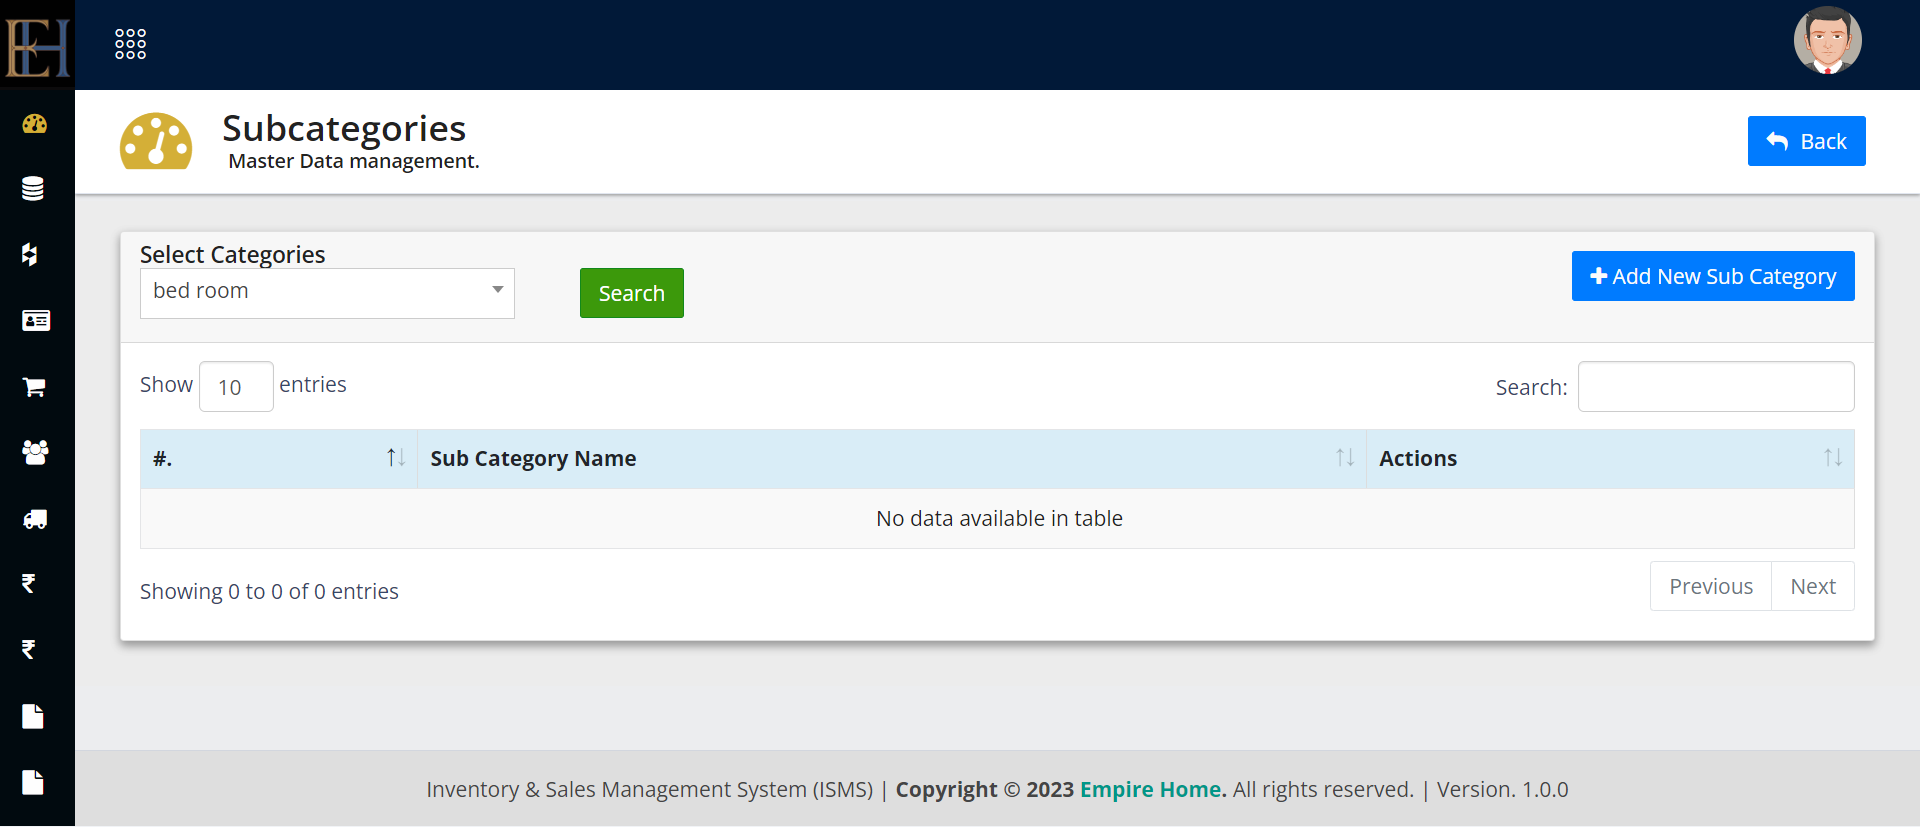 EH
Subcategories
Master Data management.
Back
Select Categories
bed room
Search
Add New Sub Category
Show 10 entries
Search:
#.
Sub Category Name
Actions
No data available in table
Showing 0 to 0 of 0 entries
Previous
Next
Inventory & Sales Management System (ISMS) | Copyright © 2023 Empire Home. All rights reserved. | Version. 1.0.0